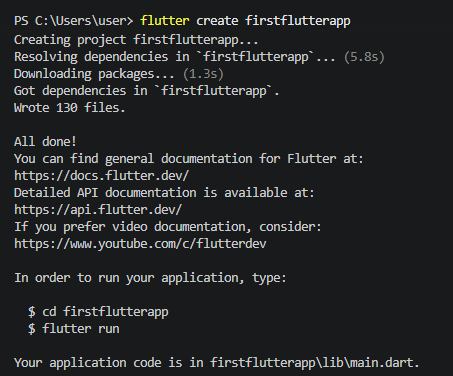 PS C:\Users\user> flutter create firstflutterapp
Creating project firstflutterapp...
Resolving dependencies in `firstflutterapp`... (5.8s)
Downloading packages... (1.3s)
Got dependencies in `firstflutterapp`.
Wrote 130 files.

All done!
You can find general documentation for Flutter at:
https://docs.flutter.dev/
Detailed API documentation is available at:
https://api.flutter.dev/
If you prefer video documentation, consider:
https://www.youtube.com/c/flutterdev

In order to run your application, type:

  $ cd firstflutterapp
  $ flutter run

Your application code is in firstflutterapp\lib\main.dart.